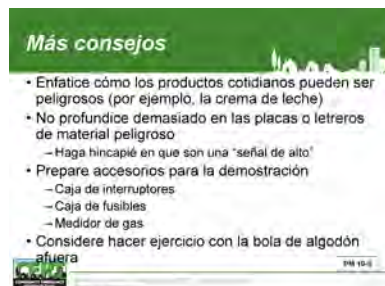 Más consejos
• Enfatice cómo los productos cotidianos pueden ser
peligrosos (por ejemplo, la crema de leche)
• No profundice demasiado en las placas o letreros
de material peligroso
– Haga hincapié en que son una "señal de alto"
• Prepare accesorios para la demostración
– Caja de interruptores
– Caja de fusibles
– Medidor de gas
• Considere hacer ejercicio con la bola de algodón
afuera